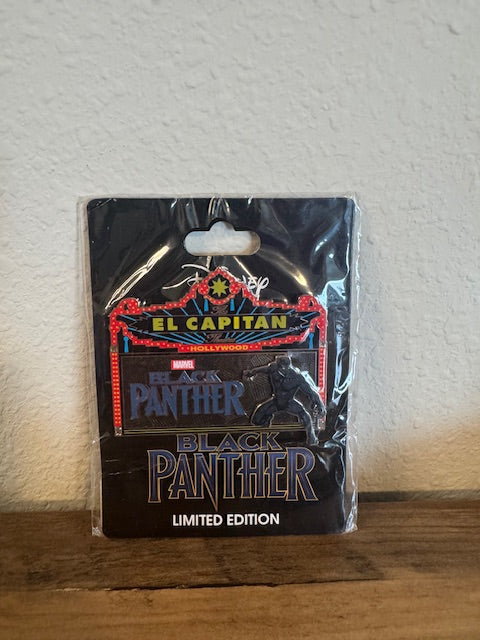 Disney
EL CAPITAN
HOLLYWOOD
MARVEL
BLACK
PANTHER
BLACK
PANTHER
LIMITED EDITION